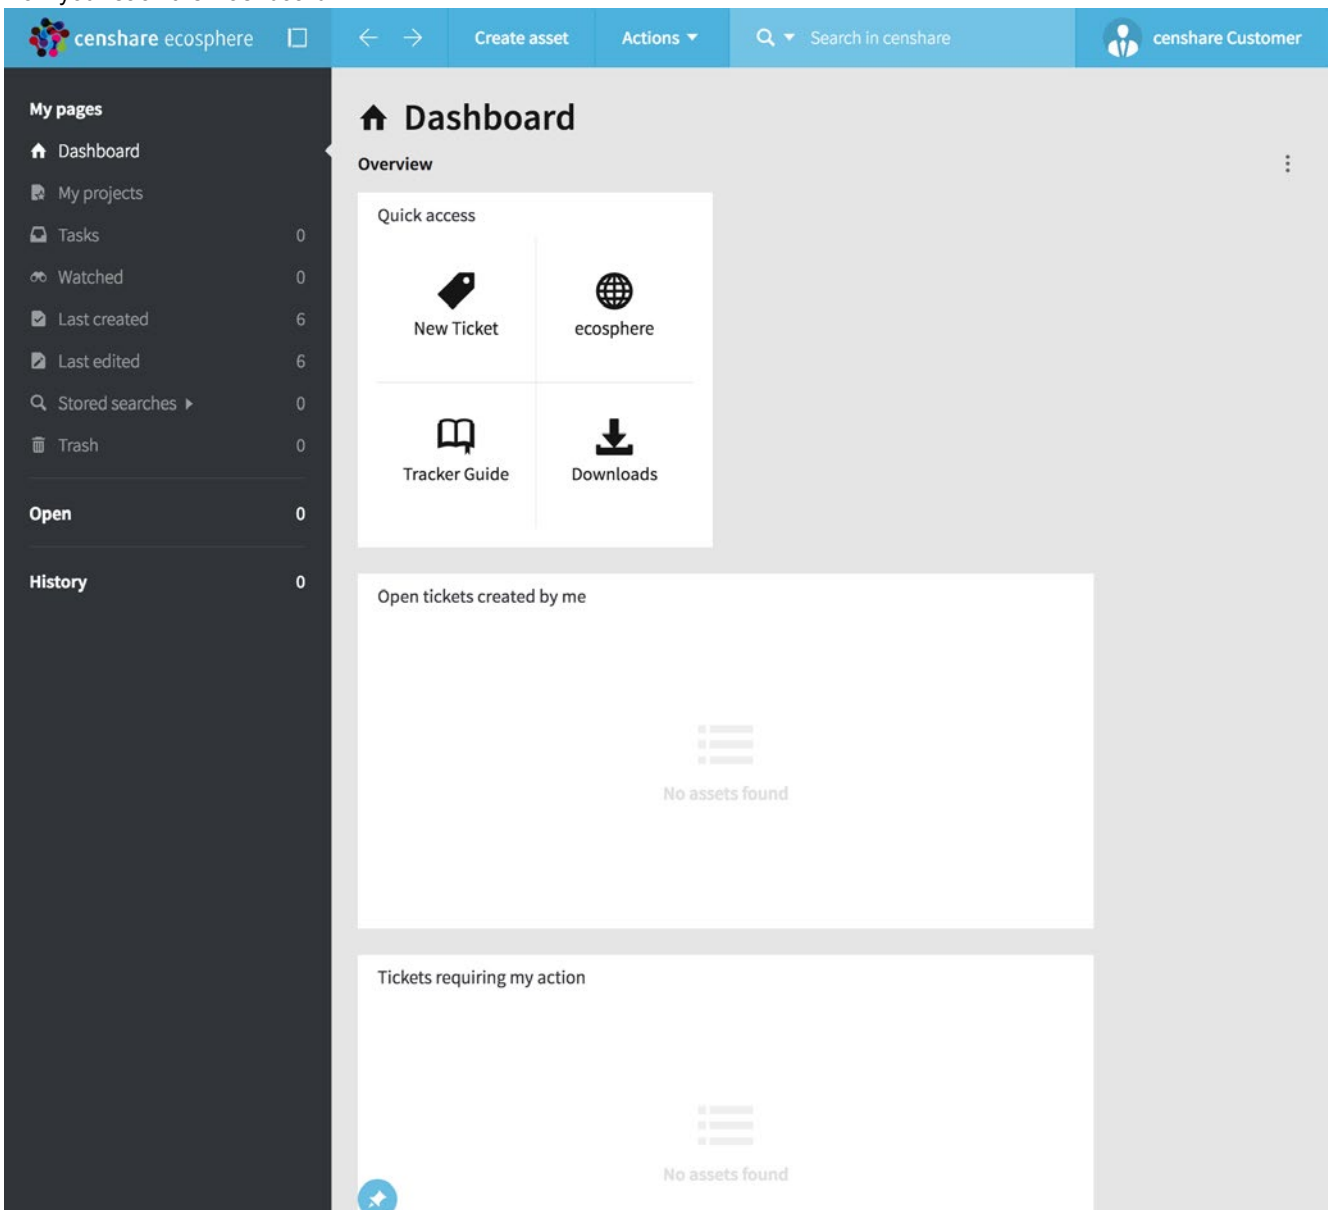 censhare ecosphere
Create asset
Actions
Search in censhare
censhare Customer
My pages
Dashboard
My projects
Tasks 0
Watched 0
Last created 6
Last edited 6
Stored searches 0
Trash 0
Open 0
History 0
Dashboard
Overview
Quick access
New Ticket
ecosphere
Tracker Guide
Downloads
Open tickets created by me
No assets found
Tickets requiring my action
No assets found